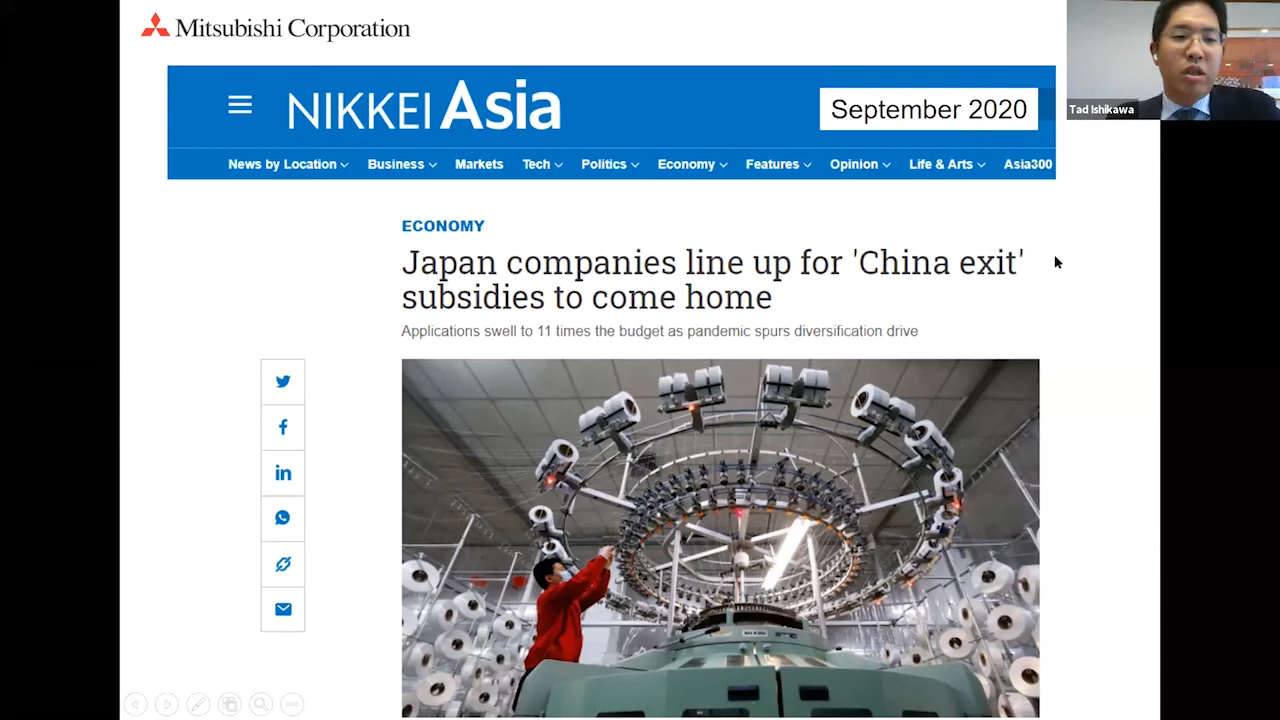 Mitsubishi Corporation
NIKKEI Asia
September 2020
News by Location Business Markets Tech Politics Economy Features Opinion Life & Arts Asia300
Tad Ishikawa
ECONOMY
Japan companies line up for 'China exit'
subsidies to come home
Applications swell to 11 times the budget as pandemic spurs diversification drive